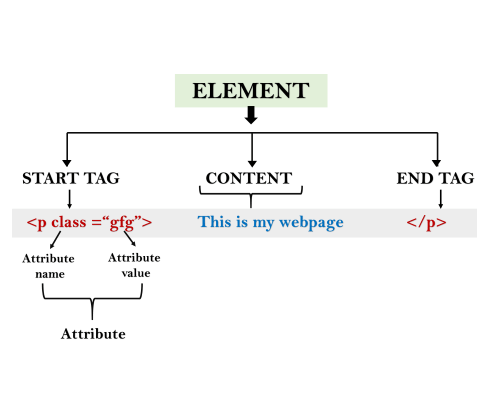 ELEMENT
START TAG CONTENT END TAG
<p class =“gfg”> This is my webpage </p>
Attribute name
Attribute value
Attribute